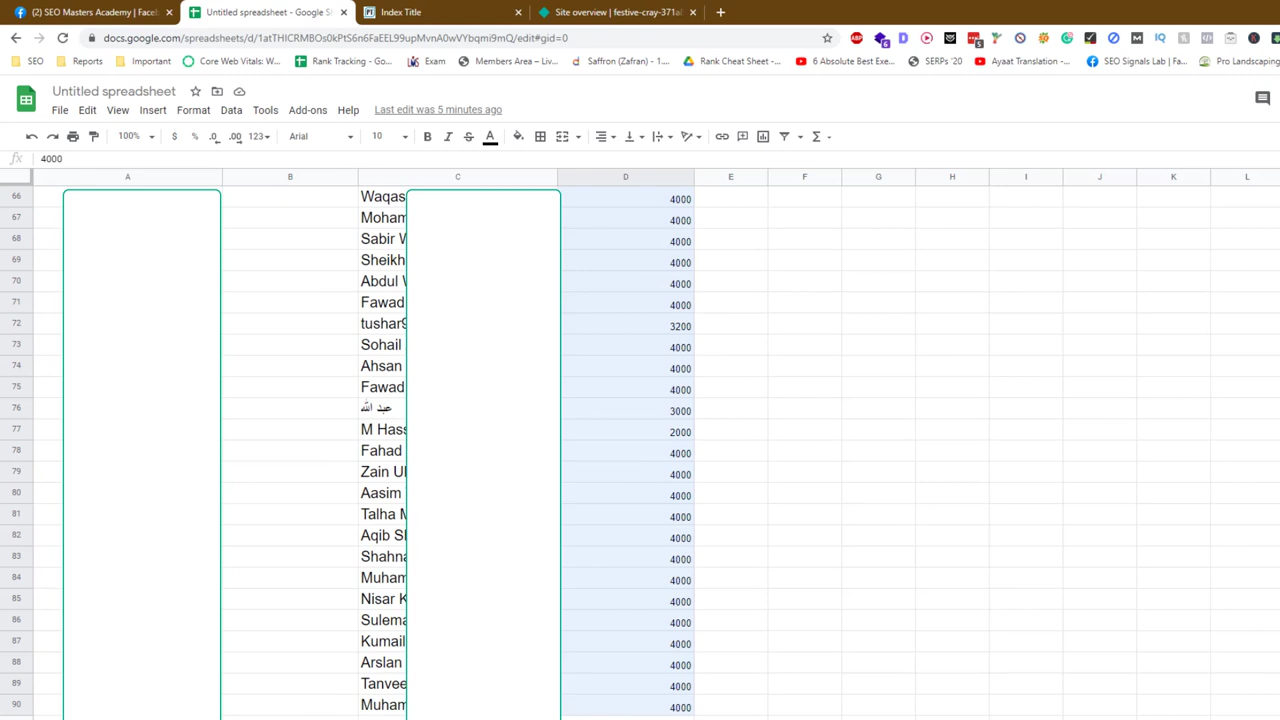 (2) SEO Masters Academy | Faceb
Untitled spreadsheet - Google Sh
Index Title
Site overview | festive-cray-371a
docs.google.com/spreadsheets/d/1atTHICRMBOs0kPtS6n6FaEEL99upMvnA0wVYbqmi9mQ/edit#gid=0
SEO Reports Important Core Web Vitals: W... Rank Tracking - Goo... Exam Members Area – Liv... Saffron (Zafran) - 1.... Rank Cheat Sheet -... 6 Absolute Best Exe... SERPs '20 Ayaat Translation -... SEO Signals Lab | Fa... Pro Landscaping
Untitled spreadsheet
File Edit View Insert Format Data Tools Add-ons Help Last edit was 5 minutes ago
100% $ % .0 .00 123 Arial 10 B I S A
fx 4000
A B C D E F G H I J K L
66 Waqas 4000
67 Moham 4000
68 Sabir W 4000
69 Sheikh 4000
70 Abdul W 4000
71 Fawad 4000
72 tushar9 3200
73 Sohail 4000
74 Ahsan 4000
75 Fawad 4000
76 عبد الله 3000
77 M Hass 2000
78 Fahad 4000
79 Zain Ul 4000
80 Aasim 4000
81 Talha M 4000
82 Aqib S 4000
83 Shahna 4000
84 Muham 4000
85 Nisar K 4000
86 Sulema 4000
87 Kumail 4000
88 Arslan 4000
89 Tanvee 4000
90 Muham 4000